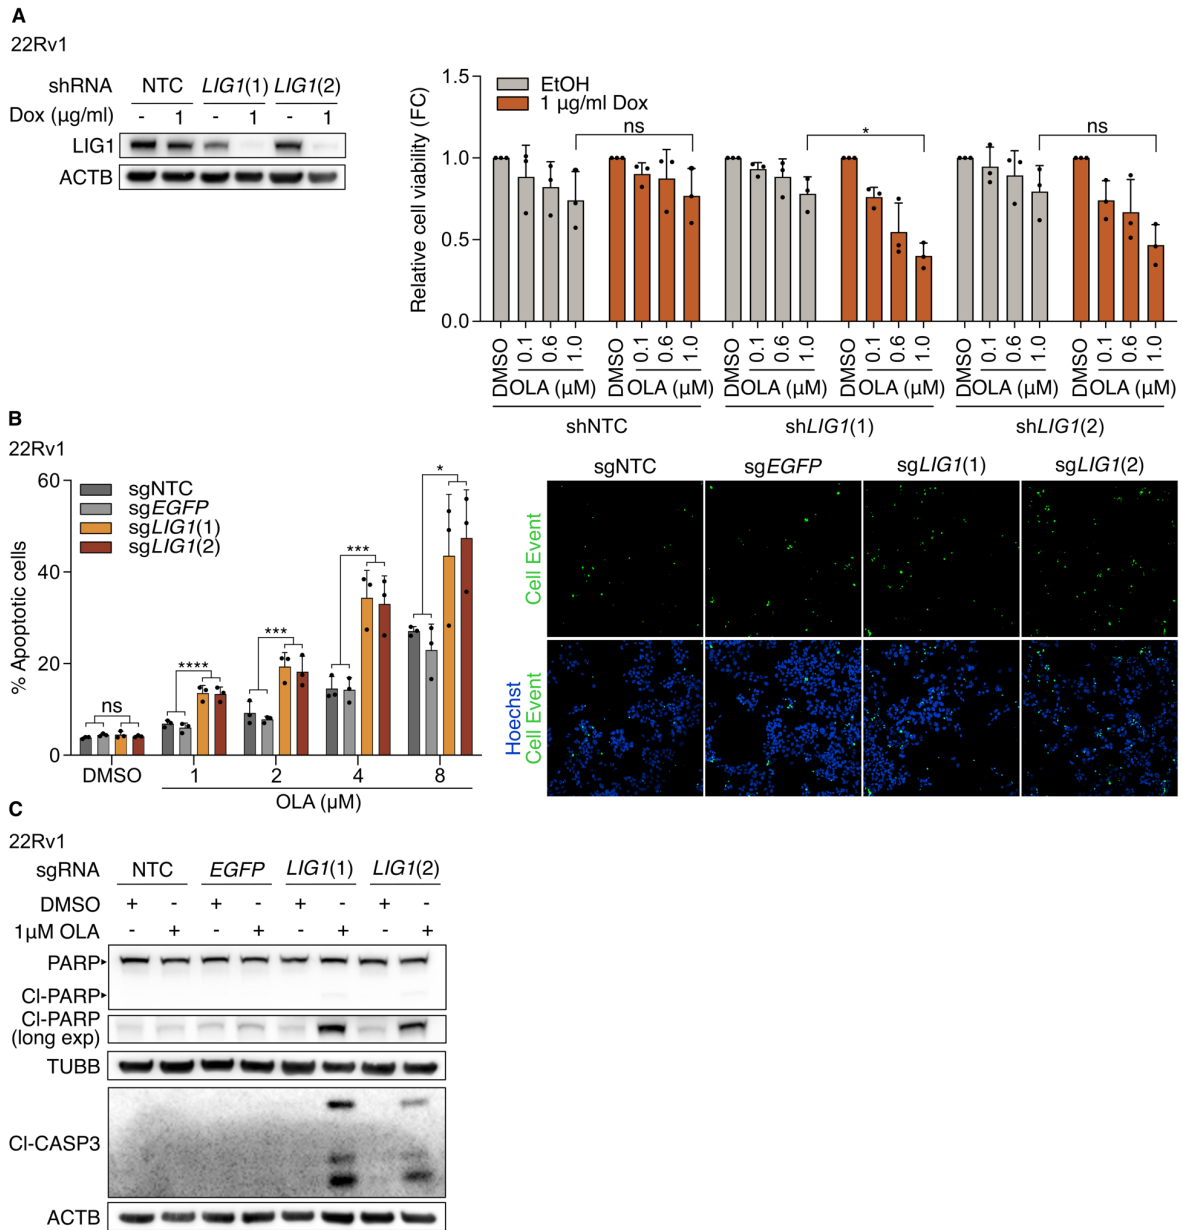 A
22Rv1
shRNA NTC LIG1(1) LIG1(2)
Dox (μg/ml) - 1 - 1 - 1
LIG1
ACTB
Relative cell viability (FC)
1.5
1.0
0.5
0.0
EtOH
1 μg/ml Dox
ns * ns
DMSO 0.1 0.6 1.0 DMSO 0.1 0.6 1.0 DMSO 0.1 0.6 1.0 DMSO 0.1 0.6 1.0 DMSO 0.1 0.6 1.0 DMSO 0.1 0.6 1.0
OLA (μM) OLA (μM) OLA (μM) OLA (μM) OLA (μM) OLA (μM)
shNTC shLIG1(1) shLIG1(2)
B
22Rv1
% Apoptotic cells
60
40
20
0
sgNTC
sgEGFP
sgLIG1(1)
sgLIG1(2)
ns **** *** *** *
DMSO 1 2 4 8
OLA (μM)
sgNTC sgEGFP sgLIG1(1) sgLIG1(2)
Cell Event
Hoechst
Cell Event
C
22Rv1
sgRNA NTC EGFP LIG1(1) LIG1(2)
DMSO + - + - + - + -
1μM OLA - + - + - + - +
PARP
Cl-PARP
Cl-PARP
(long exp)
TUBB
Cl-CASP3
ACTB